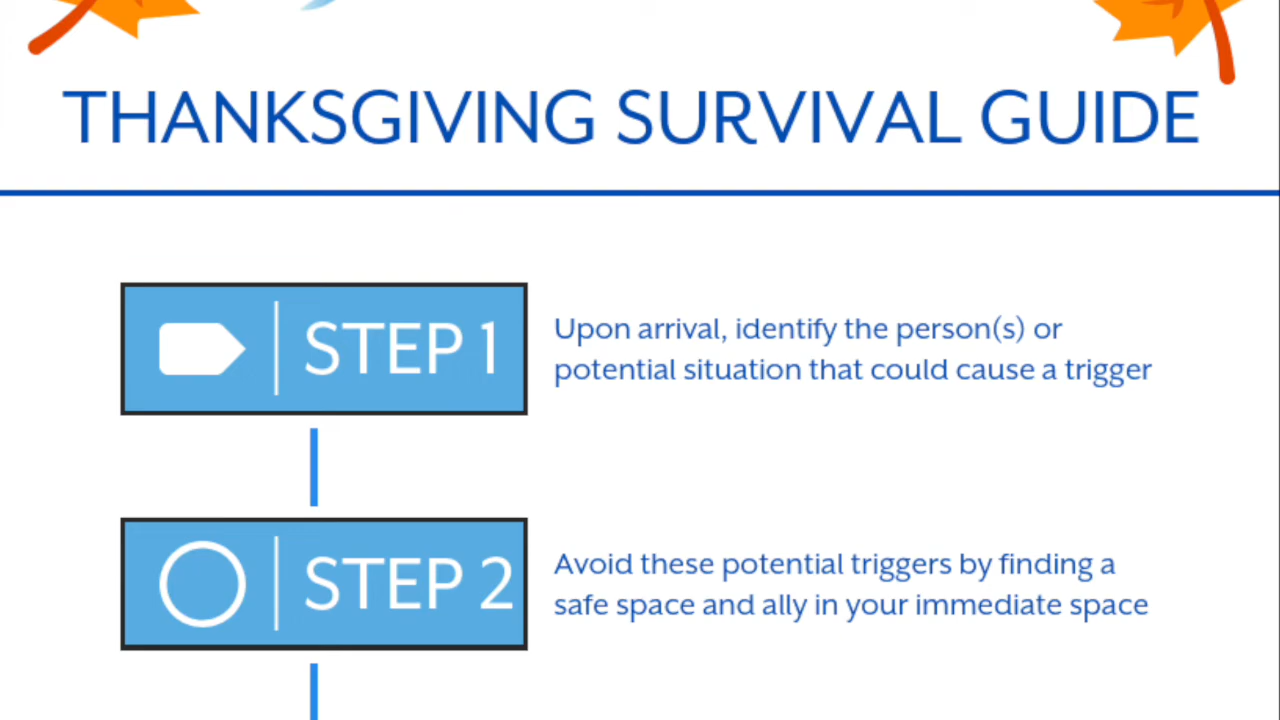 THANKSGIVING SURVIVAL GUIDE
STEP 1
Upon arrival, identify the person(s) or
potential situation that could cause a trigger
STEP 2
Avoid these potential triggers by finding a
safe space and ally in your immediate space